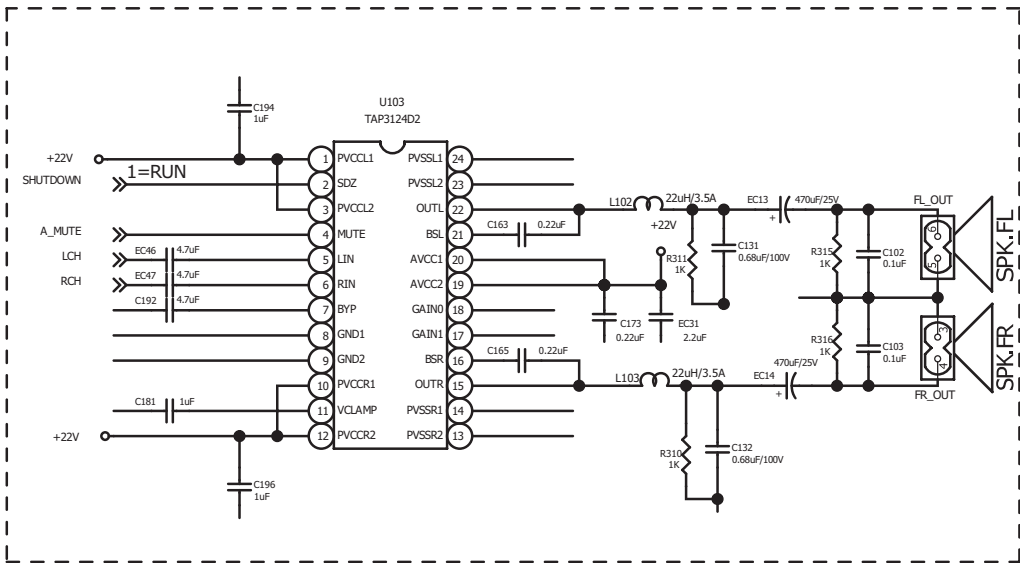 C194
1uF
U103
TAP3124D2
+22V
SHUTDOWN
1=RUN
A_MUTE
LCH
RCH
EC46
4.7uF
EC47
4.7uF
C192
4.7uF
C181
1uF
+22V
C196
1uF
1 PVCCL1
2 SDZ
3 PVCCL2
4 MUTE
5 LIN
6 RIN
7 BYP
8 GND1
9 GND2
10 PVCCR1
11 VCLAMP
12 PVCCR2
PVSSL1 24
PVSSL2 23
OUTL 22
BSL 21
AVCC1 20
AVCC2 19
GAIN0 18
GAIN1 17
BSR 16
OUTR 15
PVSSR1 14
PVSSR2 13
C163
0.22uF
C165
0.22uF
L102
22uH/3.5A
+22V
R311
1K
C131
0.68uF/100V
C173
0.22uF
EC31
2.2uF
L103
22uH/3.5A
R310
1K
C132
0.68uF/100V
EC13
470uF/25V
+
EC14
470uF/25V
+
R315
1K
C102
0.1uF
R316
1K
C103
0.1uF
FL_OUT
6
5
SPK.FL
3
4
FR_OUT
SPK.FR